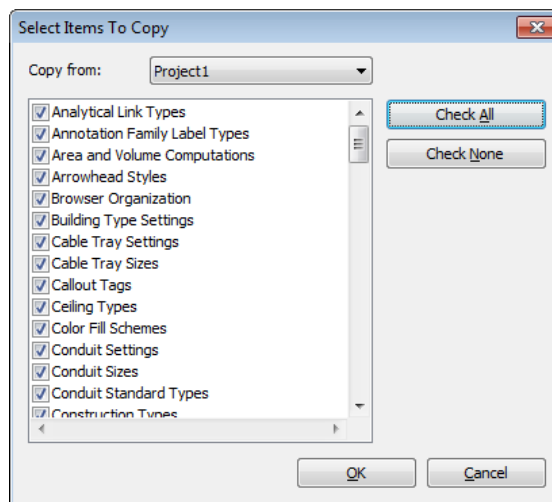 Select Items To Copy
Copy from: Project1
Analytical Link Types
Annotation Family Label Types
Area and Volume Computations
Arrowhead Styles
Browser Organization
Building Type Settings
Cable Tray Settings
Cable Tray Sizes
Callout Tags
Ceiling Types
Color Fill Schemes
Conduit Settings
Conduit Sizes
Conduit Standard Types
Construction Types
Check All
Check None
OK
Cancel